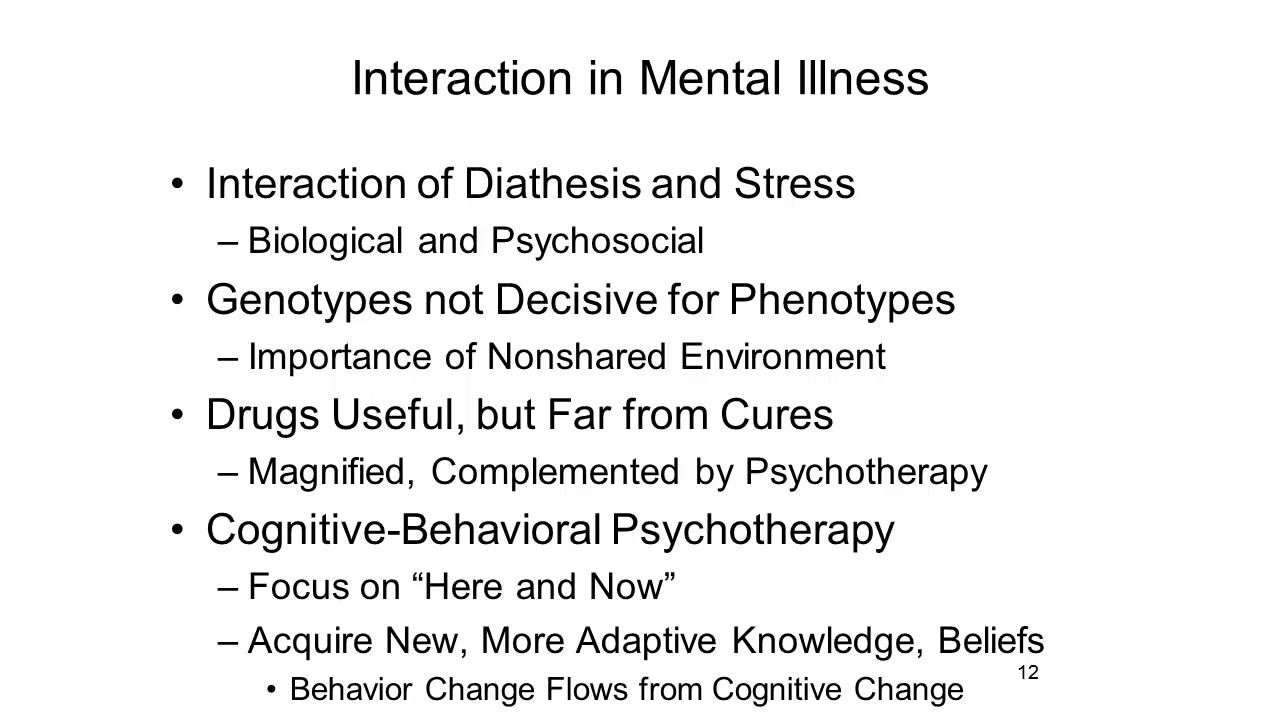 Interaction in Mental Illness
• Interaction of Diathesis and Stress
– Biological and Psychosocial
• Genotypes not Decisive for Phenotypes
– Importance of Nonshared Environment
• Drugs Useful, but Far from Cures
– Magnified, Complemented by Psychotherapy
• Cognitive-Behavioral Psychotherapy
– Focus on “Here and Now”
– Acquire New, More Adaptive Knowledge, Beliefs
12
• Behavior Change Flows from Cognitive Change